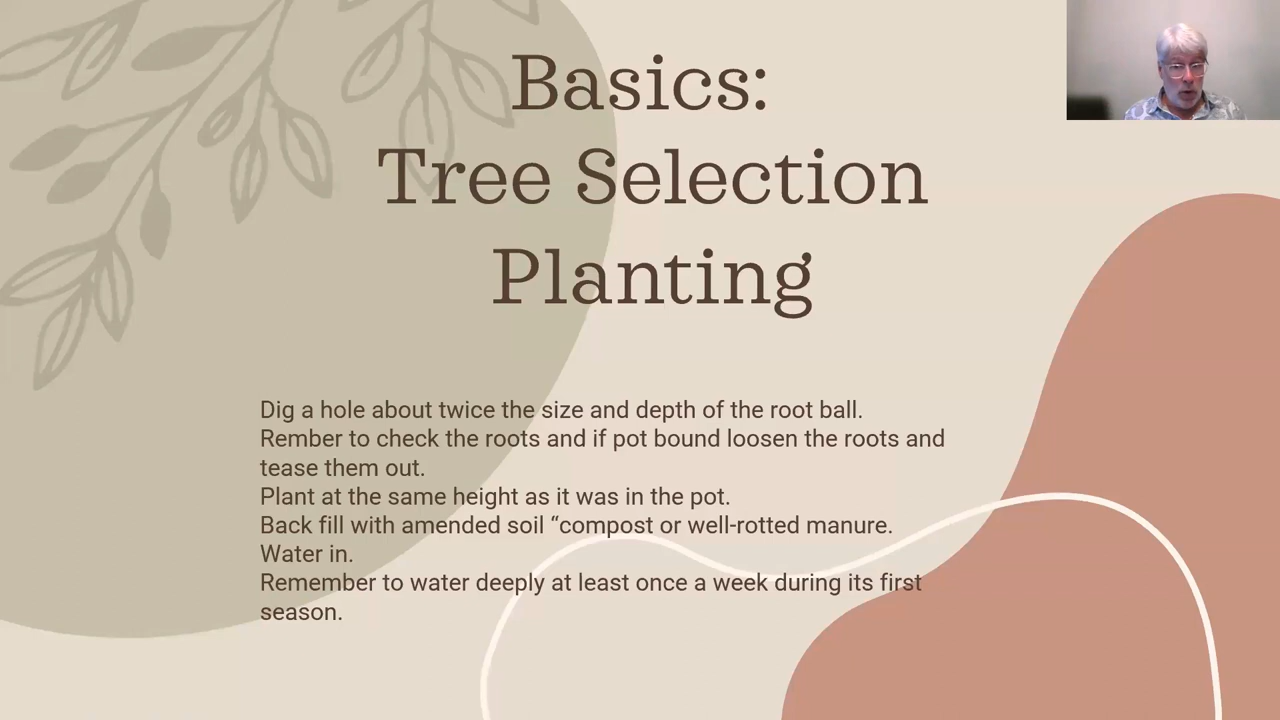 Basics:
Tree Selection
Planting
Dig a hole about twice the size and depth of the root ball.
Rember to check the roots and if pot bound loosen the roots and
tease them out.
Plant at the same height as it was in the pot.
Back fill with amended soil “compost or well-rotted manure.
Water in.
Remember to water deeply at least once a week during its first
season.